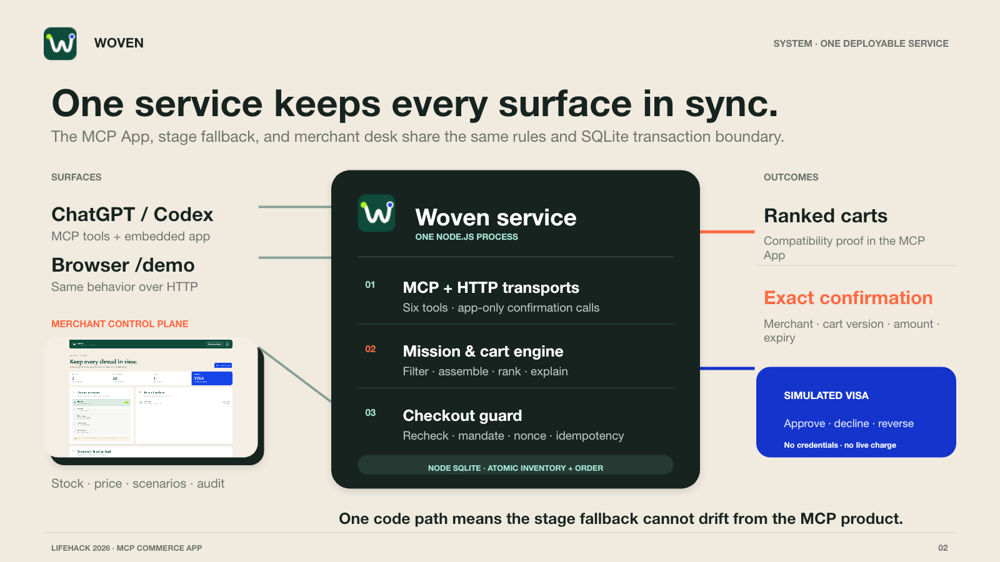 WOVEN
SYSTEM · ONE DEPLOYABLE SERVICE
One service keeps every surface in sync.
The MCP App, stage fallback, and merchant desk share the same rules and SQLite transaction boundary.
SURFACES
ChatGPT / Codex
MCP tools + embedded app
Browser /demo
Same behavior over HTTP
MERCHANT CONTROL PLANE
Keep every thread in view.
3
26
1
VISA
Demo scenario
Recent orders
Inventory & price feed
Stock · price · scenarios · audit
Woven service
ONE NODE.JS PROCESS
01
MCP + HTTP transports
Six tools · app-only confirmation calls
02
Mission & cart engine
Filter · assemble · rank · explain
03
Checkout guard
Recheck · mandate · nonce · idempotency
NODE SQLITE · ATOMIC INVENTORY + ORDER
OUTCOMES
Ranked carts
Compatibility proof in the MCP
App
Exact confirmation
Merchant · cart version · amount ·
expiry
SIMULATED VISA
Approve · decline · reverse
No credentials · no live charge
One code path means the stage fallback cannot drift from the MCP product.
LIFEHACK 2026 · MCP COMMERCE APP
02